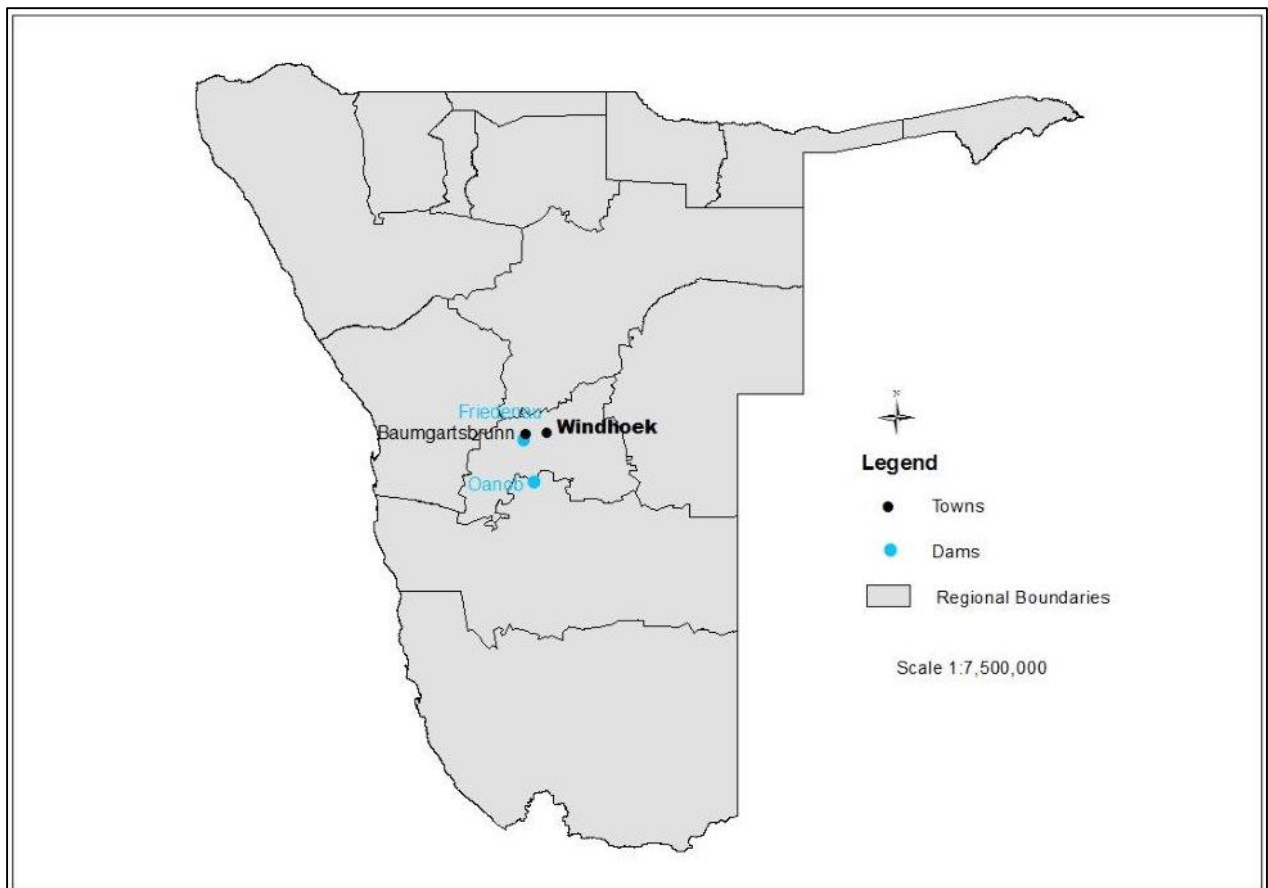 Friedenau
Baumgartsbrunn
Windhoek
Oanob
N
Legend
Towns
Dams
Regional Boundaries
Scale 1:7,500,000